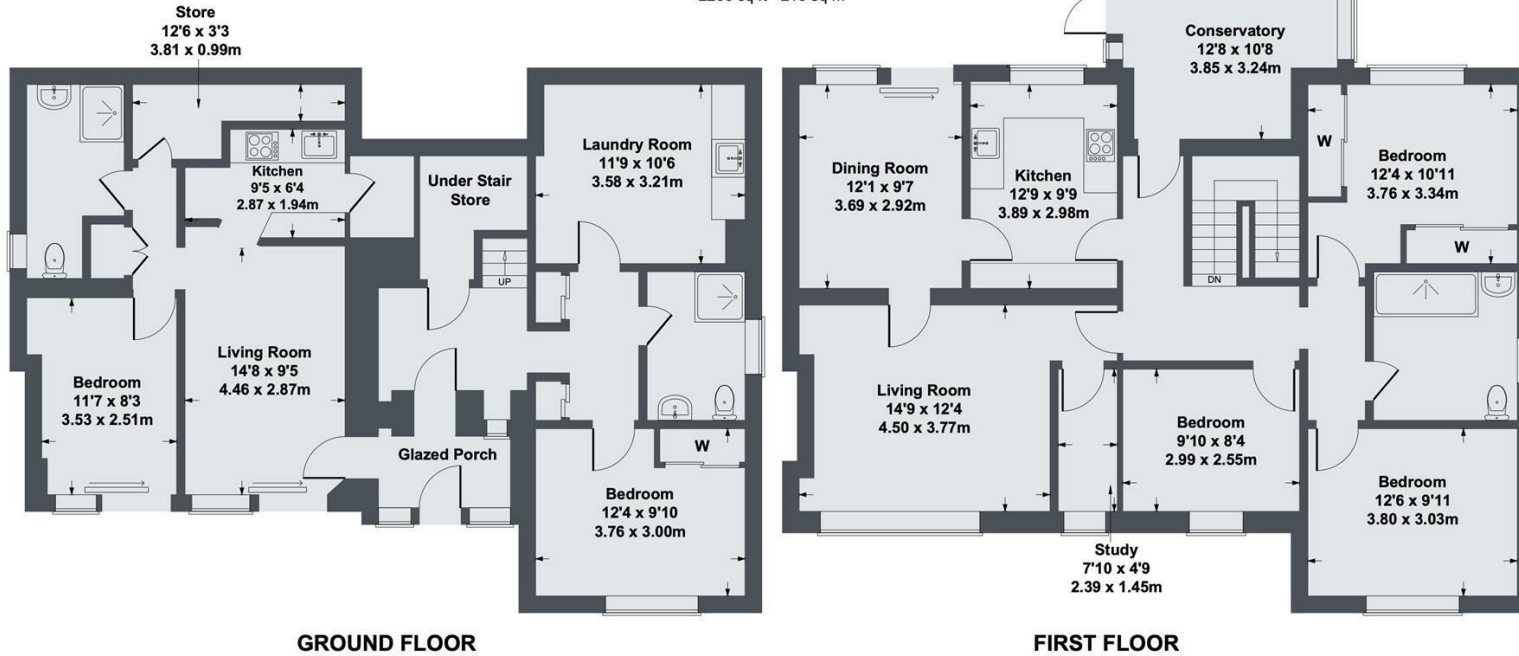 Store
12'6 x 3'3
3.81 x 0.99m
Kitchen
9'5 x 6'4
2.87 x 1.94m
Under Stair
Store
Laundry Room
11'9 x 10'6
3.58 x 3.21m
UP
Living Room
14'8 x 9'5
4.46 x 2.87m
Bedroom
11'7 x 8'3
3.53 x 2.51m
Glazed Porch
W
Bedroom
12'4 x 9'10
3.76 x 3.00m
GROUND FLOOR
Conservatory
12'8 x 10'8
3.85 x 3.24m
Dining Room
12'1 x 9'7
3.69 x 2.92m
Kitchen
12'9 x 9'9
3.89 x 2.98m
W
Bedroom
12'4 x 10'11
3.76 x 3.34m
W
DN
Living Room
14'9 x 12'4
4.50 x 3.77m
Bedroom
9'10 x 8'4
2.99 x 2.55m
Bedroom
12'6 x 9'11
3.80 x 3.03m
Study
7'10 x 4'9
2.39 x 1.45m
FIRST FLOOR